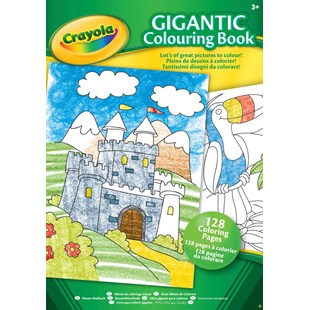 3+
Crayola
GIGANTIC
Colouring Book
Lot's of great pictures to colour!
Pleins de dessins à colorier!
Tantissimi disegni da colorare!
128
Coloring
Pages
128 pages à colorier
128 pagine
da colorare